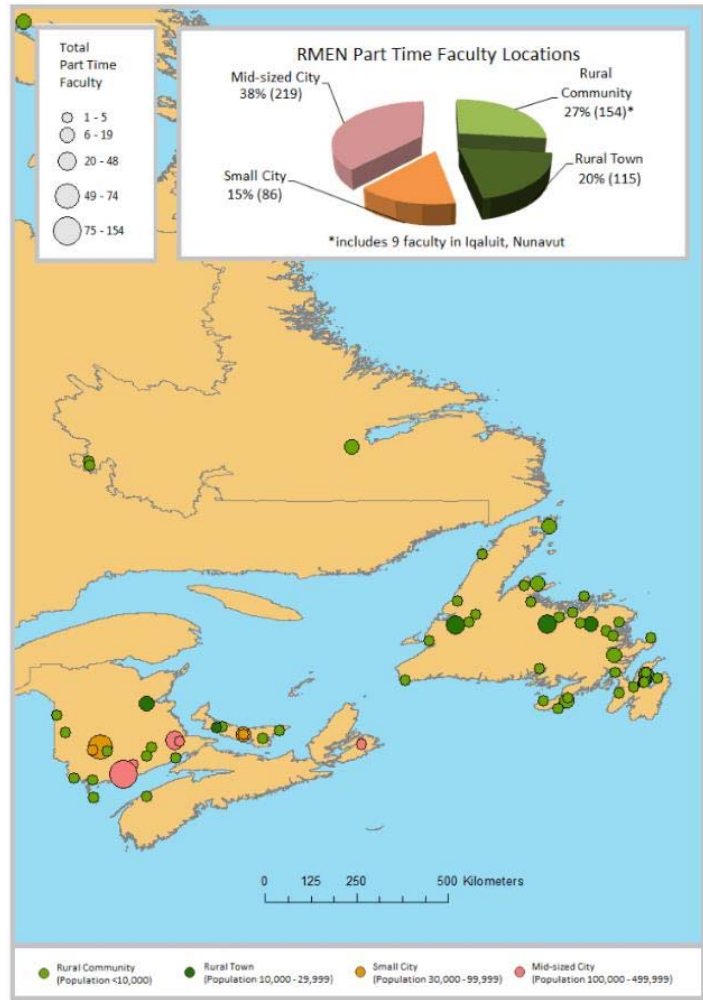 Total
Part Time
Faculty
1 - 5
6 - 19
20 - 48
49 - 74
75 - 154
RMEN Part Time Faculty Locations
Mid-sized City
38% (219)
Rural
Community
27% (154)*
Small City
15% (86)
Rural Town
20% (115)
*includes 9 faculty in Iqaluit, Nunavut
0 125 250 500 Kilometers
Rural Community
(Population <10,000)
Rural Town
(Population 10,000 - 29,999)
Small City
(Population 30,000 - 99,999)
Mid-sized City
(Population 100,000 - 499,999)